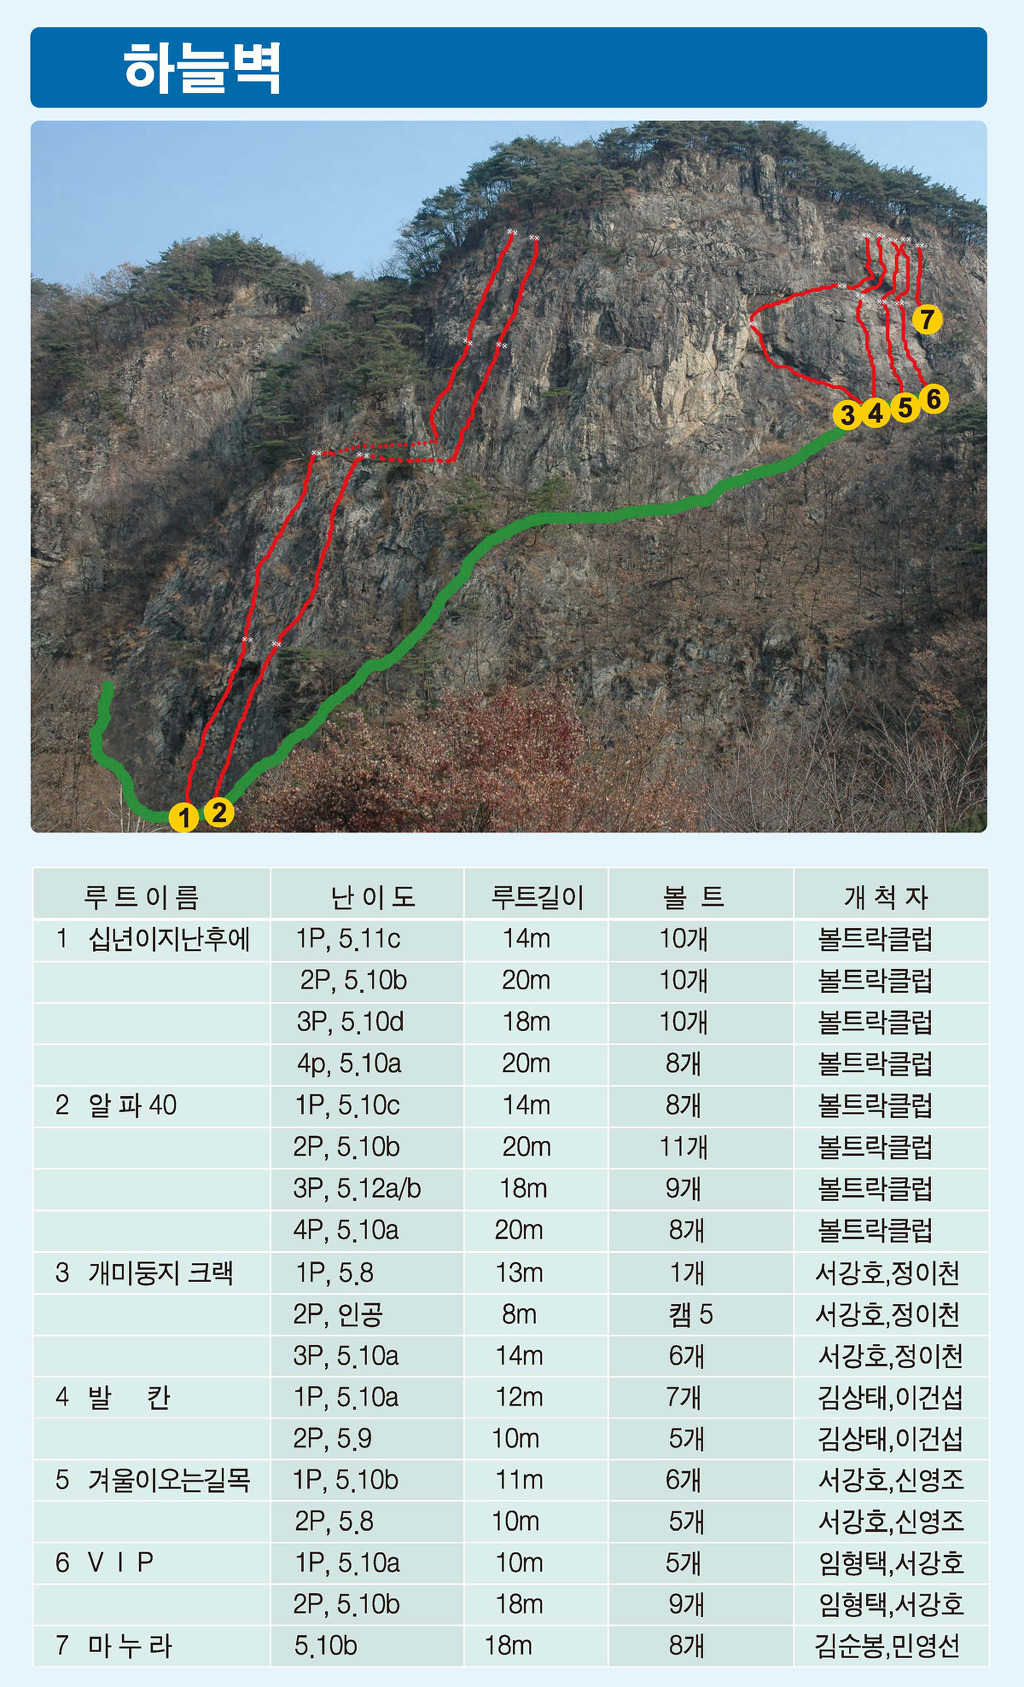 하늘벽
7
3 4 5 6
1 2
루트이름 난이도 루트길이 볼트 개척자
1 십년이지난후에 1P, 5.11c 14m 10개 볼트락클럽
2P, 5.10b 20m 10개 볼트락클럽
3P, 5.10d 18m 10개 볼트락클럽
4p, 5.10a 20m 8개 볼트락클럽
2 알파40 1P, 5.10c 14m 8개 볼트락클럽
2P, 5.10b 20m 11개 볼트락클럽
3P, 5.12a/b 18m 9개 볼트락클럽
4P, 5.10a 20m 8개 볼트락클럽
3 개미둥지 크랙 1P, 5.8 13m 1개 서강호,정이천
2P, 인공 8m 캠 5 서강호,정이천
3P, 5.10a 14m 6개 서강호,정이천
4 발 칸 1P, 5.10a 12m 7개 김상태,이건섭
2P, 5.9 10m 5개 김상태,이건섭
5 겨울이오는길목 1P, 5.10b 11m 6개 서강호,신영조
2P, 5.8 10m 5개 서강호,신영조
6 V I P 1P, 5.10a 10m 5개 임형택,서강호
2P, 5.10b 18m 9개 임형택,서강호
7 마누라 5.10b 18m 8개 김순봉,민영선